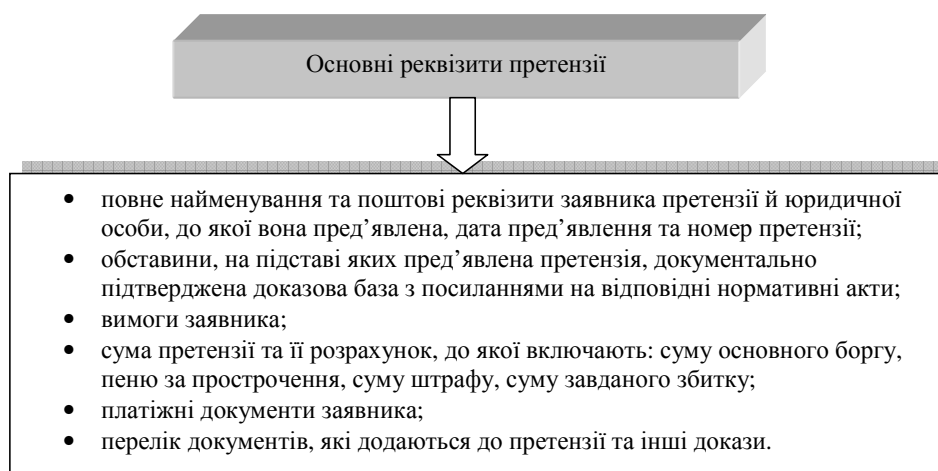 Основні реквізити претензії
• повне найменування та поштові реквізити заявника претензії й юридичної
особи, до якої вона пред’явлена, дата пред’явлення та номер претензії;
• обставини, на підставі яких пред’явлена претензія, документально
підтверджена доказова база з посиланнями на відповідні нормативні акти;
• вимоги заявника;
• сума претензії та її розрахунок, до якої включають: суму основного боргу,
пеню за прострочення, суму штрафу, суму завданого збитку;
• платіжні документи заявника;
• перелік документів, які додаються до претензії та інші докази.